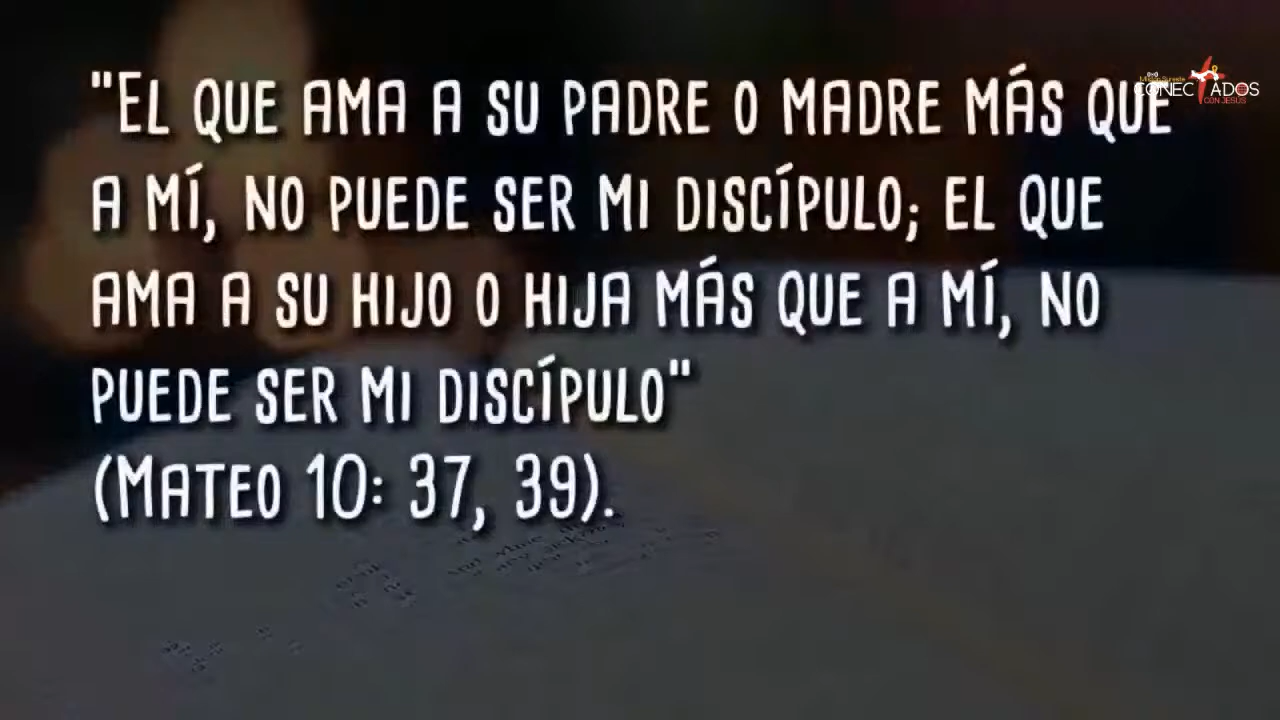 "EL QUE AMA A SU PADRE O MADRE MÁS QUE
A MÍ, NO PUEDE SER MI DISCÍPULO; EL QUE
AMA A SU HIJO O HIJA MÁS QUE A MÍ, NO
PUEDE SER MI DISCÍPULO"
(MATEO 10: 37, 39).
CONECTADOS
CON JESÚS